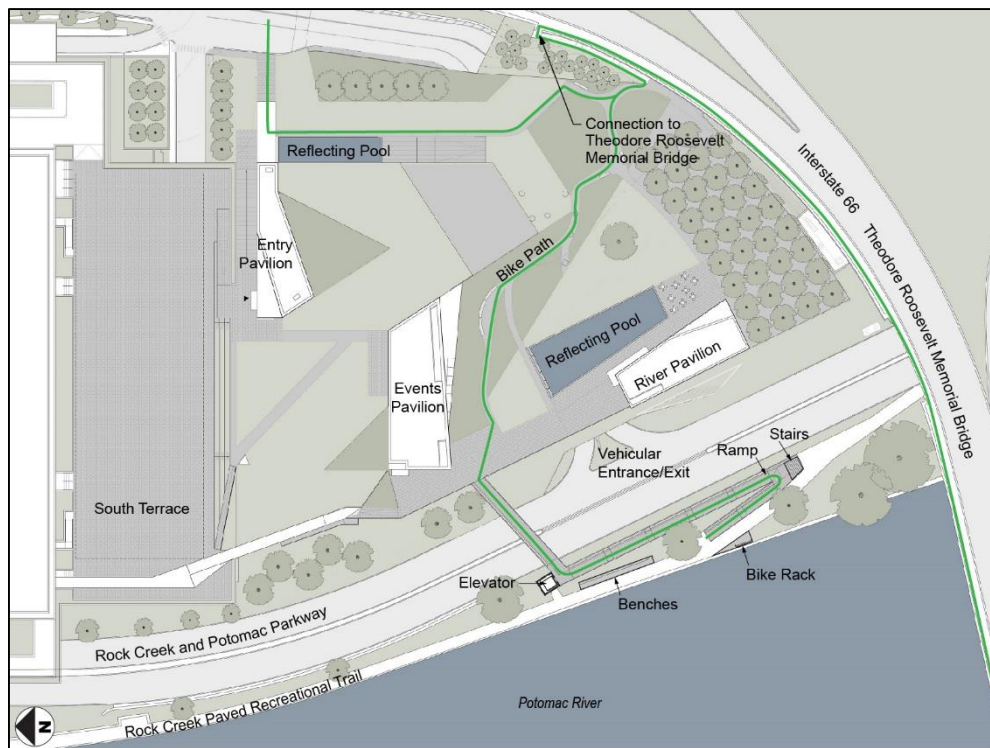 Connection to
Theodore Roosevelt
Memorial Bridge
Interstate 66
Theodore Roosevelt Memorial Bridge
Reflecting Pool
Entry
Pavilion
Bike Path
Reflecting Pool
River Pavilion
Events
Pavilion
Vehicular
Entrance/Exit
Ramp
Stairs
South Terrace
Elevator
Benches
Bike Rack
Rock Creek and Potomac Parkway
Rock Creek Paved Recreational Trail
Potomac River
N